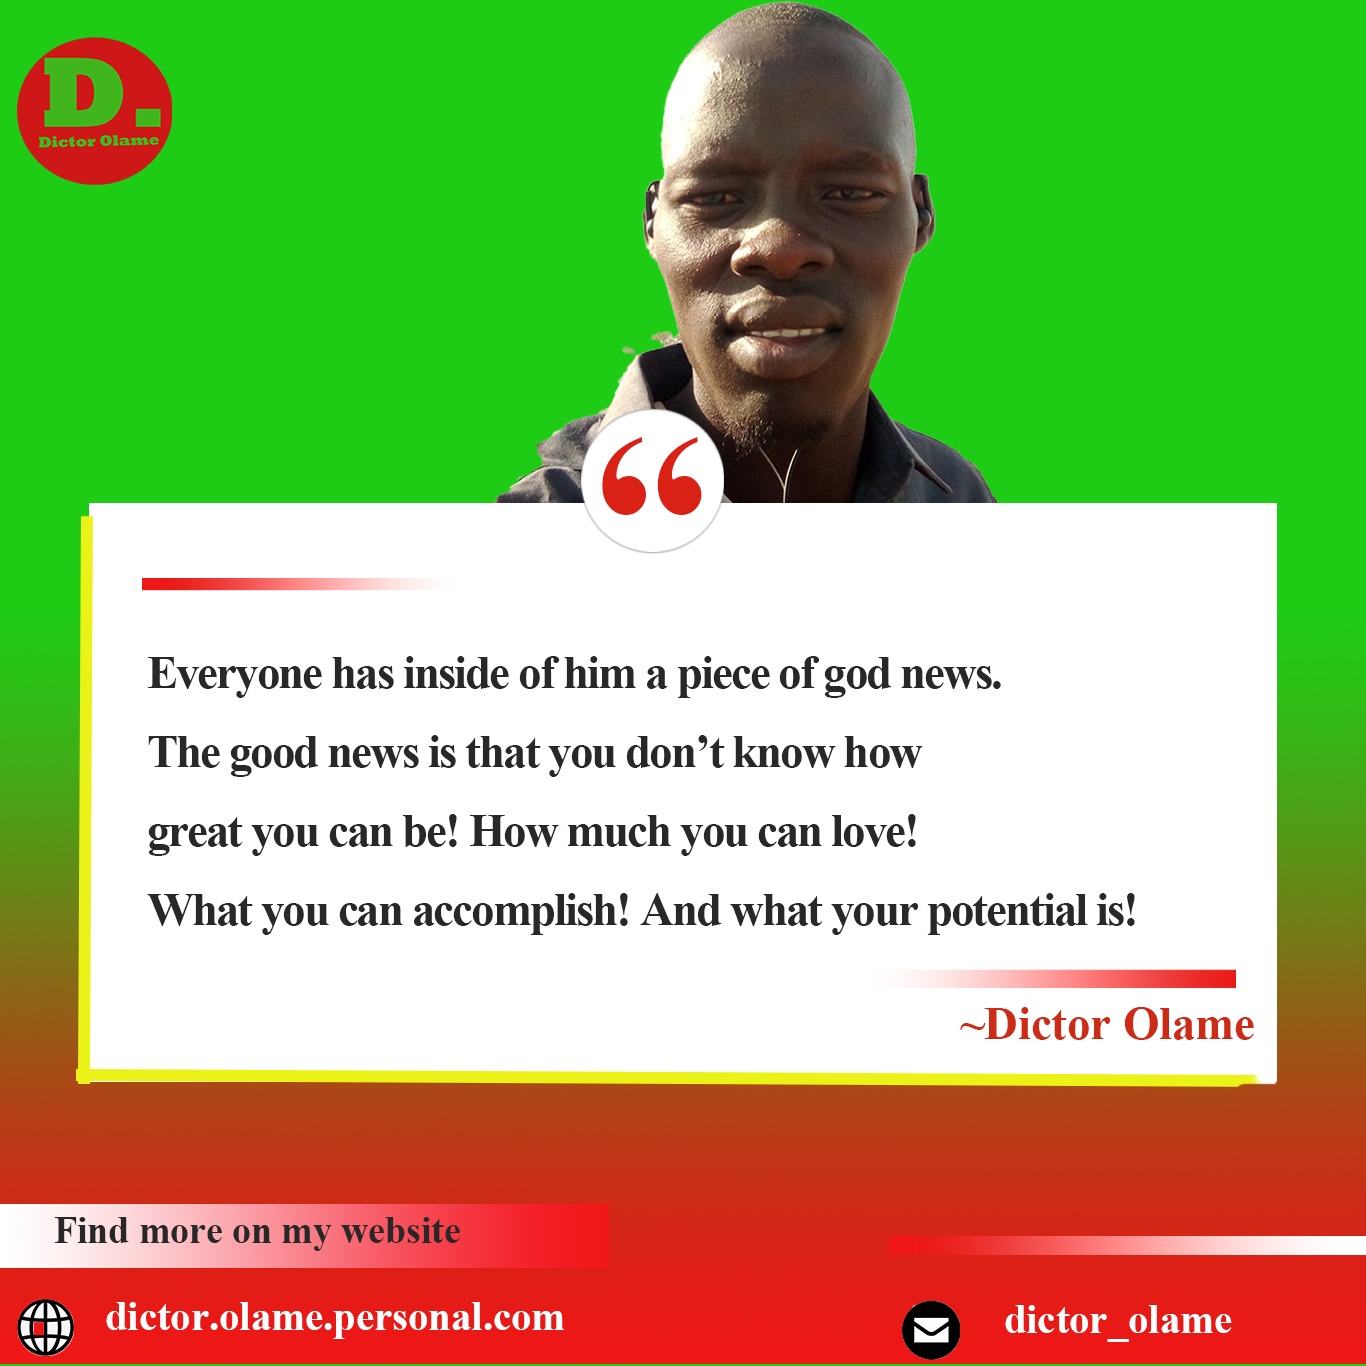 D.
Dictor Olame
“
Everyone has inside of him a piece of god news.
The good news is that you don’t know how
great you can be! How much you can love!
What you can accomplish! And what your potential is!
~Dictor Olame
Find more on my website
dictor.olame.personal.com
dictor_olame